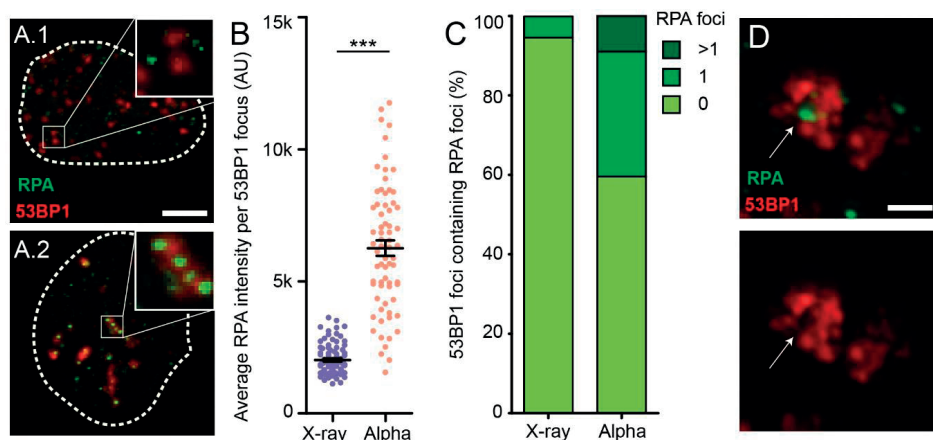 A.1
RPA
53BP1
A.2
B
Average RPA intensity per 53BP1 focus (AU)
15k
10k
5k
0
***
X-ray
Alpha
C
53BP1 foci containing RPA foci (%)
100
80
60
40
20
0
X-ray
Alpha
RPA foci
>1
1
0
D
RPA
53BP1